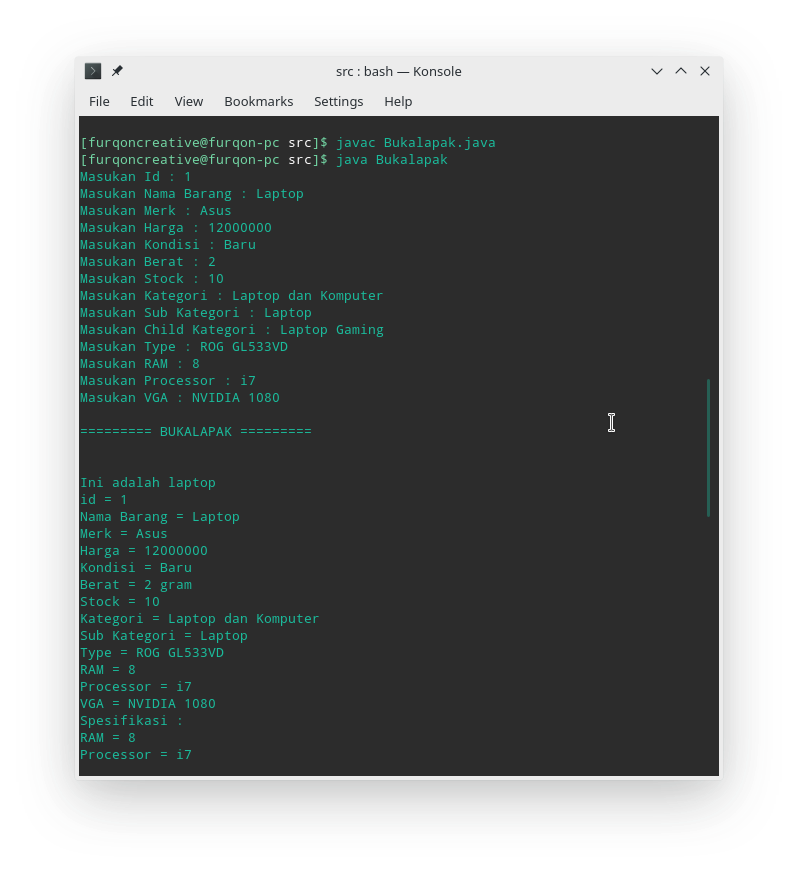 src : bash — Konsole
File Edit View Bookmarks Settings Help
[furqoncreative@furqon-pc src]$ javac Bukalapak.java
[furqoncreative@furqon-pc src]$ java Bukalapak
Masukan Id : 1
Masukan Nama Barang : Laptop
Masukan Merk : Asus
Masukan Harga : 12000000
Masukan Kondisi : Baru
Masukan Berat : 2
Masukan Stock : 10
Masukan Kategori : Laptop dan Komputer
Masukan Sub Kategori : Laptop
Masukan Child Kategori : Laptop Gaming
Masukan Type : ROG GL533VD
Masukan RAM : 8
Masukan Processor : i7
Masukan VGA : NVIDIA 1080
========= BUKALAPAK =========
Ini adalah laptop
id = 1
Nama Barang = Laptop
Merk = Asus
Harga = 12000000
Kondisi = Baru
Berat = 2 gram
Stock = 10
Kategori = Laptop dan Komputer
Sub Kategori = Laptop
Type = ROG GL533VD
RAM = 8
Processor = i7
VGA = NVIDIA 1080
Spesifikasi :
RAM = 8
Processor = i7